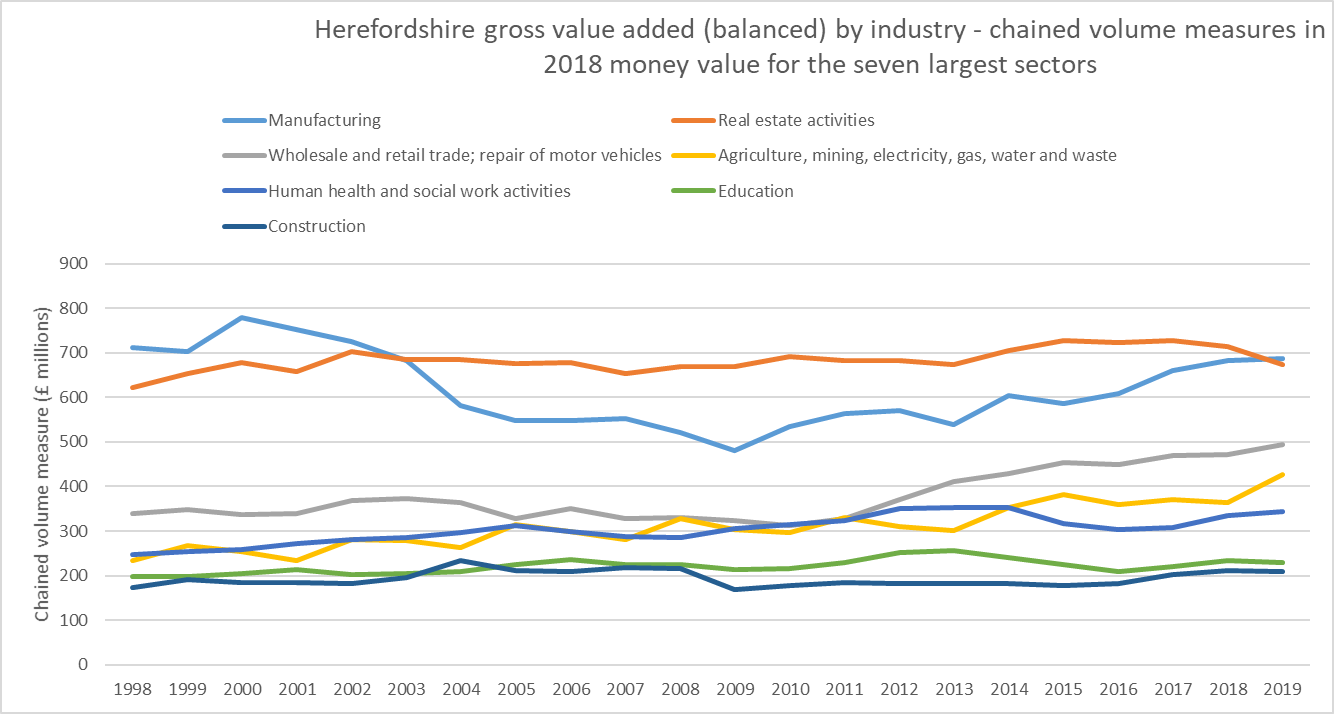 Herefordshire gross value added (balanced) by industry - chained volume measures in
2018 money value for the seven largest sectors
Manufacturing
Real estate activities
Wholesale and retail trade; repair of motor vehicles
Agriculture, mining, electricity, gas, water and waste
Human health and social work activities
Education
Construction
Chained volume measure (£ millions)
900
800
700
600
500
400
300
200
100
0
1998 1999 2000 2001 2002 2003 2004 2005 2006 2007 2008 2009 2010 2011 2012 2013 2014 2015 2016 2017 2018 2019